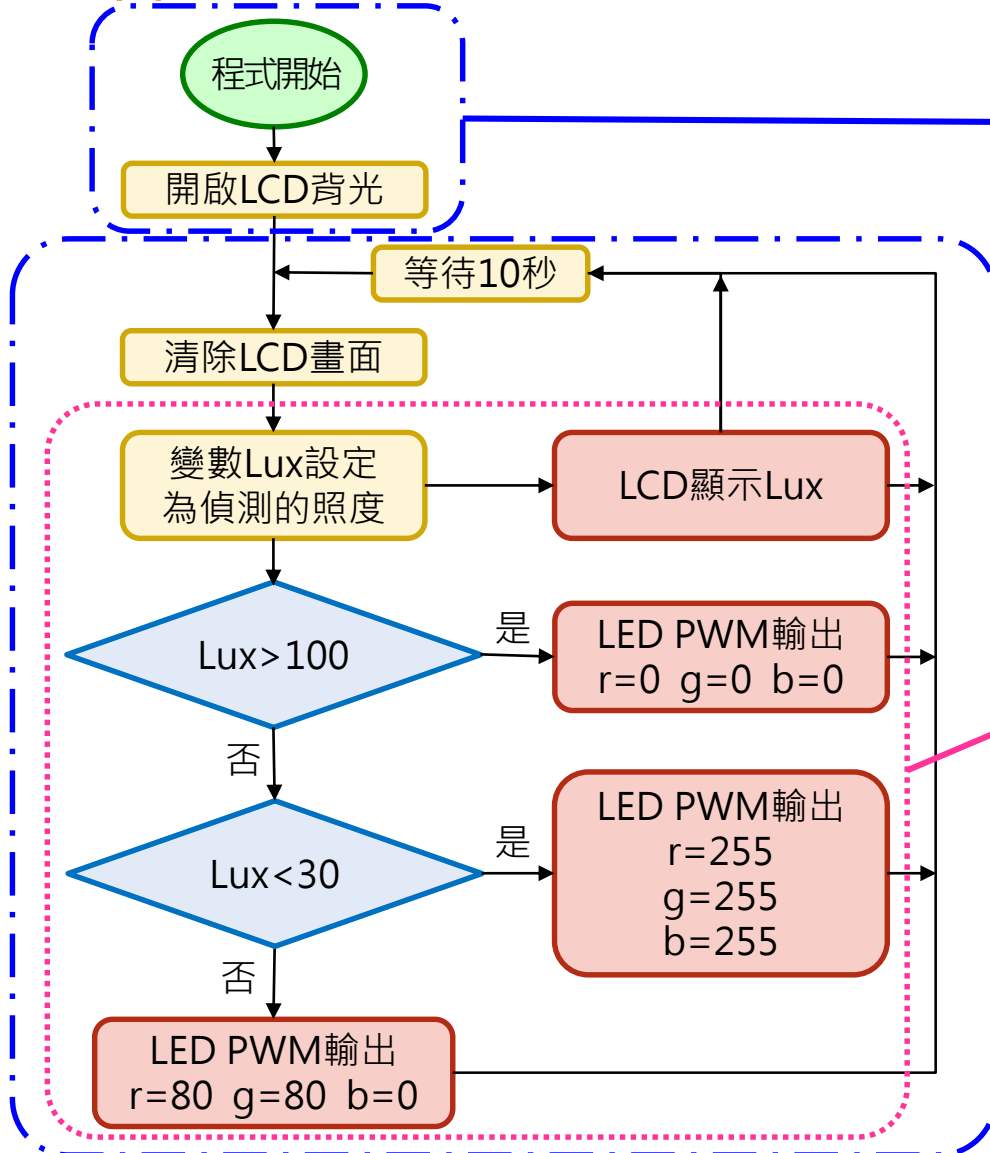 程式開始
開啟LCD背光
等待10秒
清除LCD畫面
變數Lux設定
為偵測的照度
LCD顯示Lux
Lux>100
是
LED PWM輸出
r=0 g=0 b=0
否
Lux<30
是
LED PWM輸出
r=255
g=255
b=255
否
LED PWM輸出
r=80 g=80 b=0